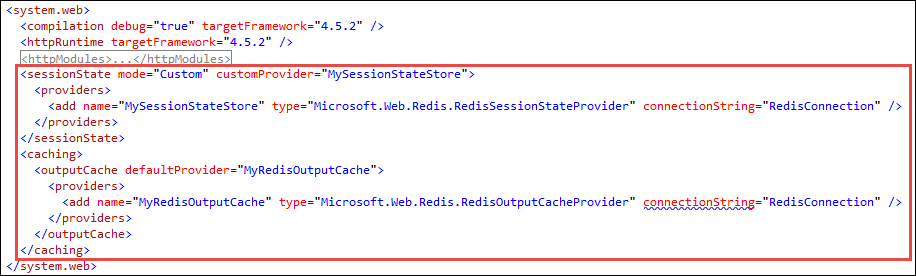 <system.web>
<compilation debug="true" targetFramework="4.5.2" />
<httpRuntime targetFramework="4.5.2" />
<httpModules>...</httpModules>
<sessionState mode="Custom" customProvider="MySessionStateStore">
<providers>
<add name="MySessionStateStore" type="Microsoft.Web.Redis.RedisSessionStateProvider" connectionString="RedisConnection" />
</providers>
</sessionState>
<caching>
<outputCache defaultProvider="MyRedisOutputCache">
<providers>
<add name="MyRedisOutputCache" type="Microsoft.Web.Redis.RedisOutputCacheProvider" connectionString="RedisConnection" />
</providers>
</outputCache>
</caching>
</system.web>